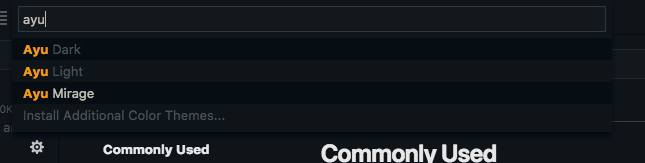 ayu
Ayu Dark
Ayu Light
Ayu Mirage
Install Additional Color Themes...
Commonly Used
Commonly Used